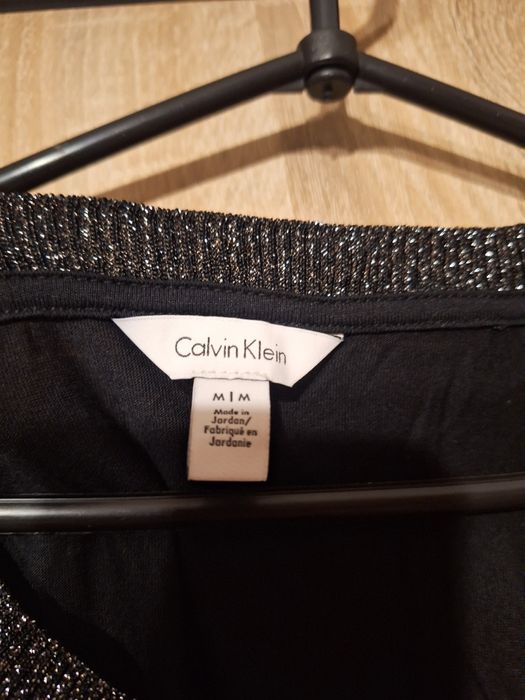 Calvin Klein
M | M
Made in
Jordan/
Fabriqué en
Jordanie